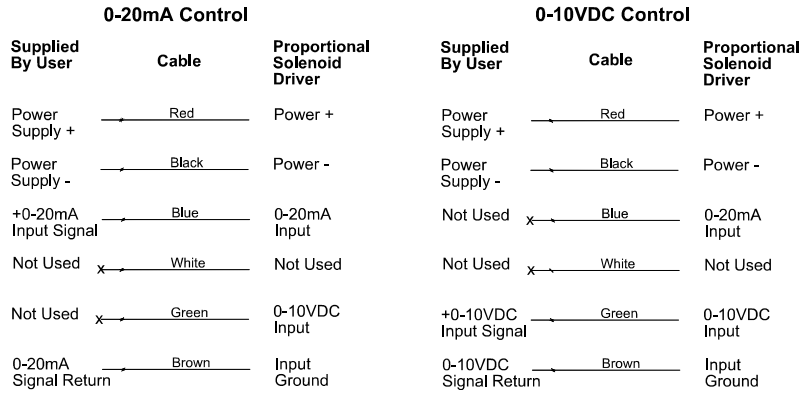 0-20mA Control
Supplied By User
Cable
Proportional Solenoid Driver
Power Supply +
Red
Power +
Power Supply -
Black
Power -
+0-20mA Input Signal
Blue
0-20mA Input
Not Used
x
White
Not Used
Not Used
x
Green
0-10VDC Input
0-20mA Signal Return
Brown
Input Ground
0-10VDC Control
Supplied By User
Cable
Proportional Solenoid Driver
Power Supply +
Red
Power +
Power Supply -
Black
Power -
Not Used
x
Blue
0-20mA Input
Not Used
x
White
Not Used
+0-10VDC Input Signal
Green
0-10VDC Input
0-10VDC Signal Return
Brown
Input Ground